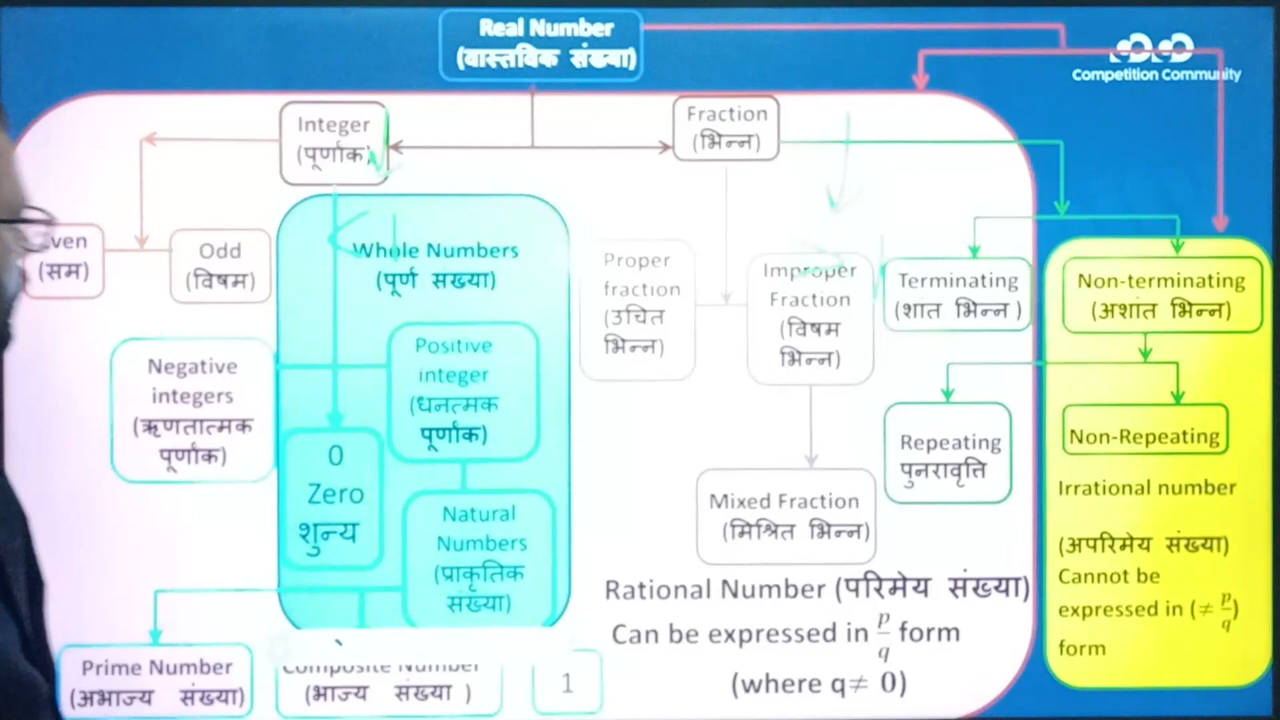 Real Number
(वास्तविक संख्या)
Competition Community
Integer
(पूर्णांक)
Fraction
(भिन्न)
ven
(सम)
Odd
(विषम)
Whole Numbers
(पूर्ण संख्या)
Proper
fraction
(उचित
भिन्न)
Improper
Fraction
(विषम
भिन्न)
Terminating
(शांत भिन्न )
Non-terminating
(अशांत भिन्न)
Negative
integers
(ऋणतात्मक
पूर्णांक)
Positive
integer
(धनत्मक
पूर्णांक)
0
Zero
शुन्य
Natural
Numbers
(प्राकृतिक
संख्या)
Mixed Fraction
(मिश्रित भिन्न)
Repeating
पुनरावृत्ति
Non-Repeating
Irrational number
(अपरिमेय संख्या)
Cannot be
expressed in (≠ p/q)
form
Rational Number (परिमेय संख्या)
Can be expressed in p/q form
(where q≠ 0)
Prime Number
(अभाज्य संख्या)
Composite Number
(भाज्य संख्या )
1